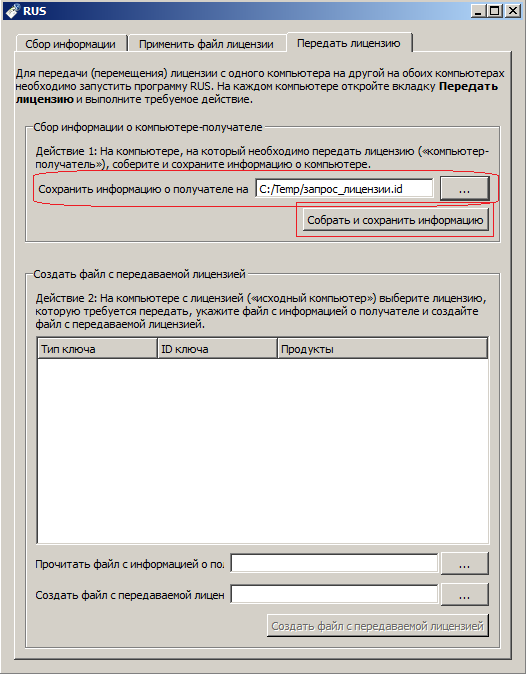 RUS
Сбор информации
Применить файл лицензии
Передать лицензию
Для передачи (перемещения) лицензии с одного компьютера на другой на обоих компьютерах
необходимо запустить программу RUS. На каждом компьютере откройте вкладку Передать
лицензию и выполните требуемое действие.
Сбор информации о компьютере-получателе
Действие 1: На компьютере, на который необходимо передать лицензию («компьютер-
получатель»), соберите и сохраните информацию о компьютере.
Сохранить информацию о получателе на C:/Temp/запрос_лицензии.id ...
Собрать и сохранить информацию
Создать файл с передаваемой лицензией
Действие 2: На компьютере с лицензией («исходный компьютер») выберите лицензию,
которую требуется передать, укажите файл с информацией о получателе и создайте
файл с передаваемой лицензией.
Тип ключа ID ключа Продукты
Прочитать файл с информацией о пол ...
Создать файл с передаваемой лицен ...
Создать файл с передаваемой лицензией